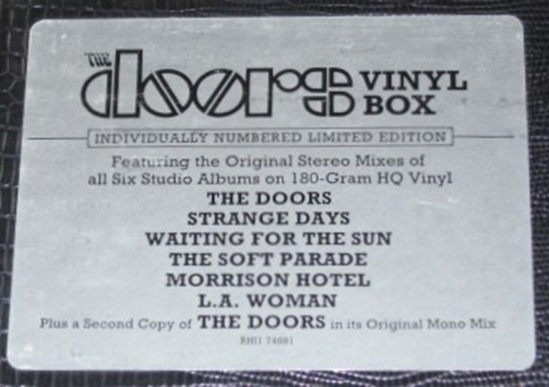 THE
doors VINYL
BOX
INDIVIDUALLY NUMBERED LIMITED EDITION
Featuring the Original Stereo Mixes of
all Six Studio Albums on 180-Gram HQ Vinyl
THE DOORS
STRANGE DAYS
WAITING FOR THE SUN
THE SOFT PARADE
MORRISON HOTEL
L.A. WOMAN
Plus a Second Copy of THE DOORS in its Original Mono Mix